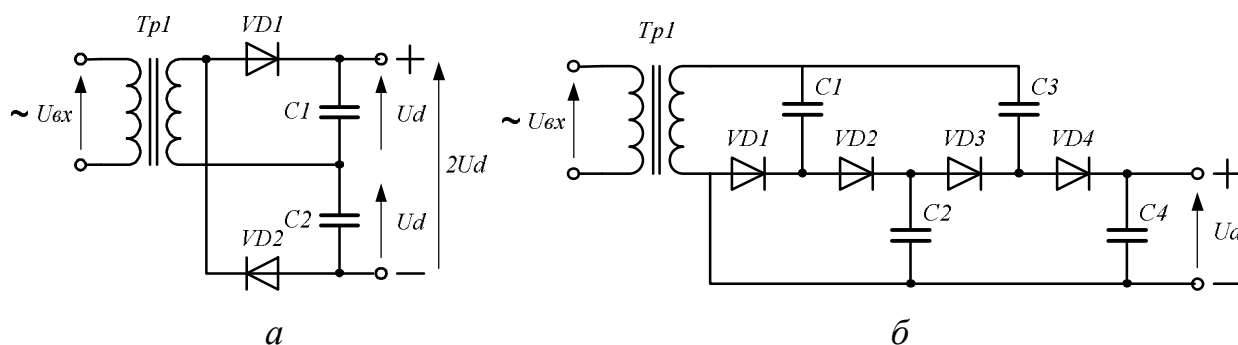 Tp1
VD1
~ Uвх
C1
Ud
2Ud
C2
Ud
VD2
+
−
а
Tp1
~ Uвх
C1
C3
VD1
VD2
VD3
VD4
C2
C4
+
Ud
−
б